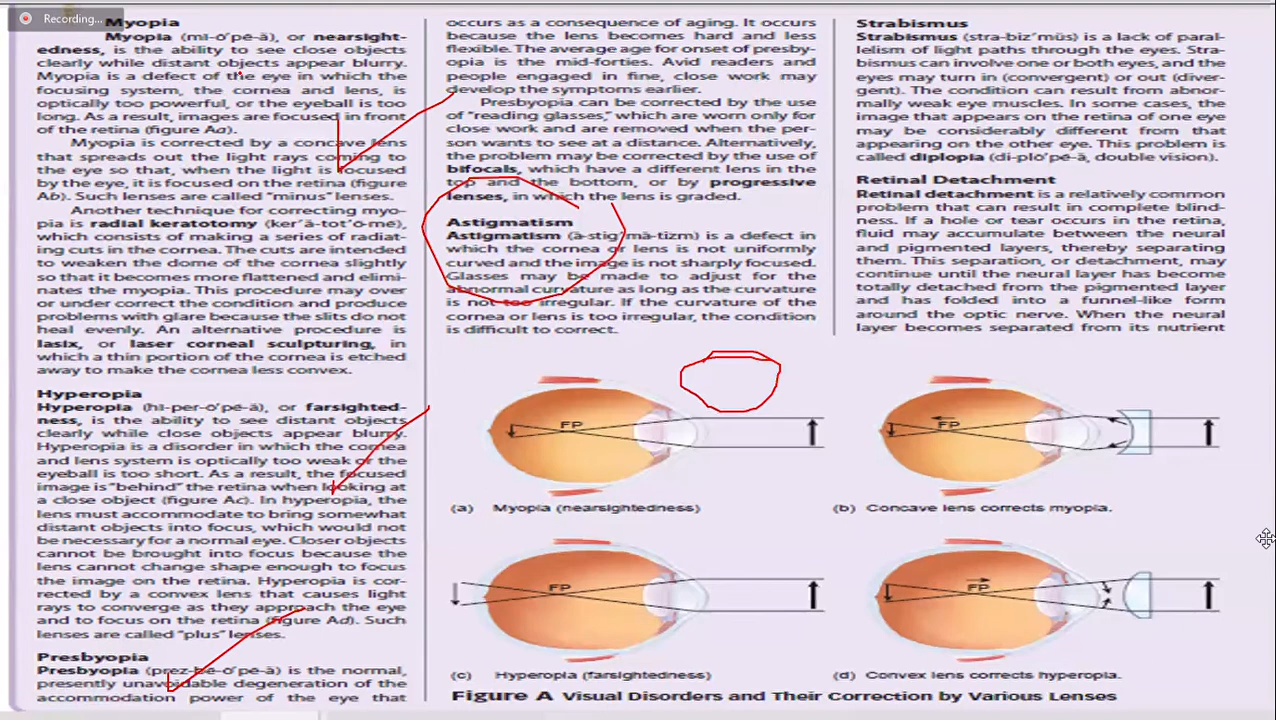 Recording...
Myopia
Myopia (mī-ō′pē-ă), or nearsight-
edness, is the ability to see close objects
clearly while distant objects appear blurry.
Myopia is a defect of the eye in which the
focusing system, the cornea and lens, is
optically too powerful, or the eyeball is too
long. As a result, images are focused in front
of the retina (figure Aa).
Myopia is corrected by a concave lens
that spreads out the light rays coming to
the eye so that, when the light is focused
by the eye, it is focused on the retina (figure
Ab). Such lenses are called "minus" lenses.
Another technique for correcting myo-
pia is radial keratotomy (ker′ă-tot′ō-mē),
which consists of making a series of radiat-
ing cuts in the cornea. The cuts are intended
to weaken the dome of the cornea slightly
so that it becomes more flattened and elimi-
nates the myopia. This procedure may over
or under correct the condition and produce
problems with glare because the slits do not
heal evenly. An alternative procedure is
lasix, or laser corneal sculpturing, in
which a thin portion of the cornea is etched
away to make the cornea less convex.
Hyperopia
Hyperopia (hī-per-ō′pē-ă), or farsighted-
ness, is the ability to see distant objects
clearly while close objects appear blurry.
Hyperopia is a disorder in which the cornea
and lens system is optically too weak or the
eyeball is too short. As a result, the focused
image is "behind" the retina when looking at
a close object (figure Ac). In hyperopia, the
lens must accommodate to bring somewhat
distant objects into focus, which would not
be necessary for a normal eye. Closer objects
cannot be brought into focus because the
lens cannot change shape enough to focus
the image on the retina. Hyperopia is cor-
rected by a convex lens that causes light
rays to converge as they approach the eye
and to focus on the retina (figure Ad). Such
lenses are called "plus" lenses.
Presbyopia
Presbyopia (prez-bē-ō′pē-ă) is the normal,
presently unavoidable degeneration of the
accommodation power of the eye that
occurs as a consequence of aging. It occurs
because the lens becomes hard and less
flexible. The average age for onset of presby-
opia is the mid-forties. Avid readers and
people engaged in fine, close work may
develop the symptoms earlier.
Presbyopia can be corrected by the use
of "reading glasses," which are worn only for
close work and are removed when the per-
son wants to see at a distance. Alternatively,
the problem may be corrected by the use of
bifocals, which have a different lens in the
top and the bottom, or by progressive
lenses, in which the lens is graded.
Astigmatism
Astigmatism (ă-stig′mă-tizm) is a defect in
which the cornea or lens is not uniformly
curved and the image is not sharply focused.
Glasses may be made to adjust for the
abnormal curvature as long as the curvature
is not too irregular. If the curvature of the
cornea or lens is too irregular, the condition
is difficult to correct.
Strabismus
Strabismus (stra-biz′mŭs) is a lack of paral-
lelism of light paths through the eyes. Stra-
bismus can involve one or both eyes, and the
eyes may turn in (convergent) or out (diver-
gent). The condition can result from abnor-
mally weak eye muscles. In some cases, the
image that appears on the retina of one eye
may be considerably different from that
appearing on the other eye. This problem is
called diplopia (di-plō′pē-ă, double vision).
Retinal Detachment
Retinal detachment is a relatively common
problem that can result in complete blind-
ness. If a hole or tear occurs in the retina,
fluid may accumulate between the neural
and pigmented layers, thereby separating
them. This separation, or detachment, may
continue until the neural layer has become
totally detached from the pigmented layer
and has folded into a funnel-like form
around the optic nerve. When the neural
layer becomes separated from its nutrient
FP
FP
(a) Myopia (nearsightedness)
(b) Concave lens corrects myopia.
FP
FP
(c) Hyperopia (farsightedness)
(d) Convex lens corrects hyperopia.
Figure A Visual Disorders and Their Correction by Various Lenses